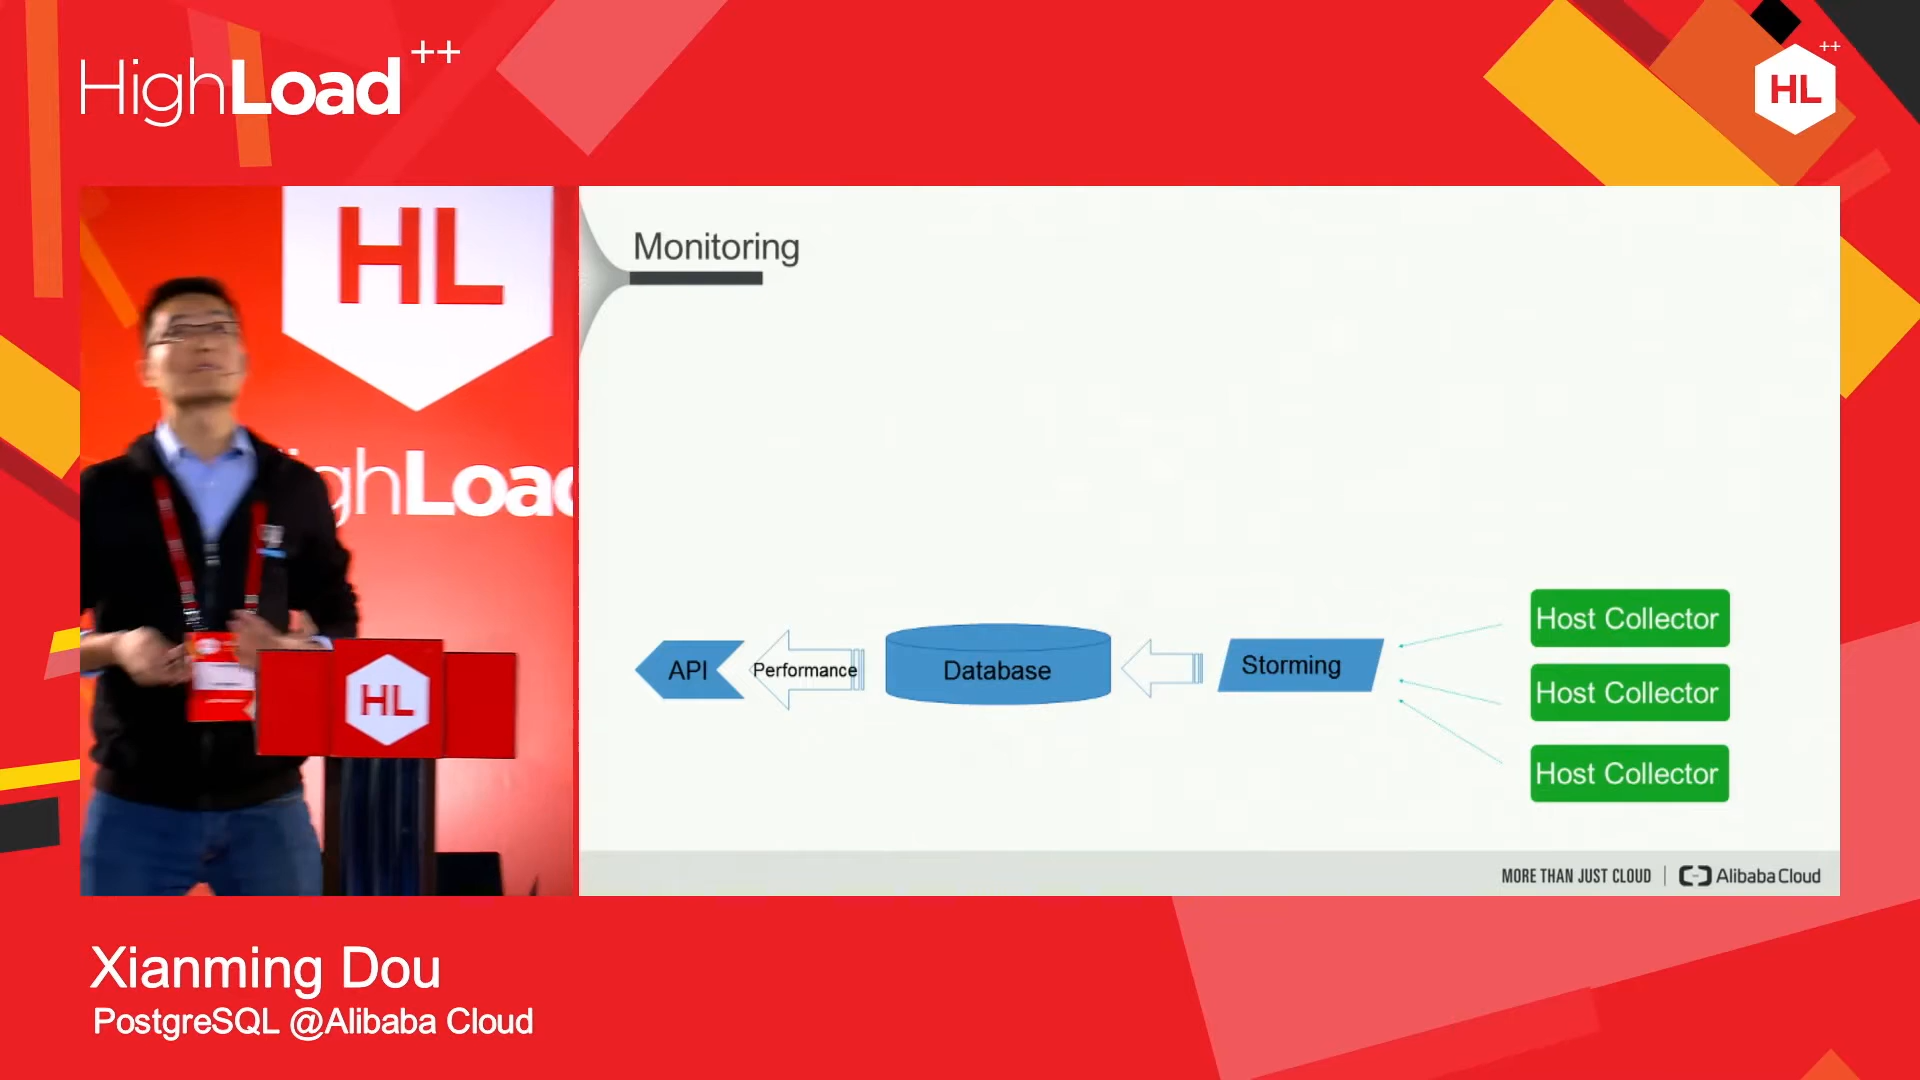 HighLoad++
++
HL
HL
ighLoad
HL
Monitoring
API
Performance
Database
Storming
Host Collector
Host Collector
Host Collector
MORE THAN JUST CLOUD | Alibaba Cloud
Xianming Dou
PostgreSQL @Alibaba Cloud